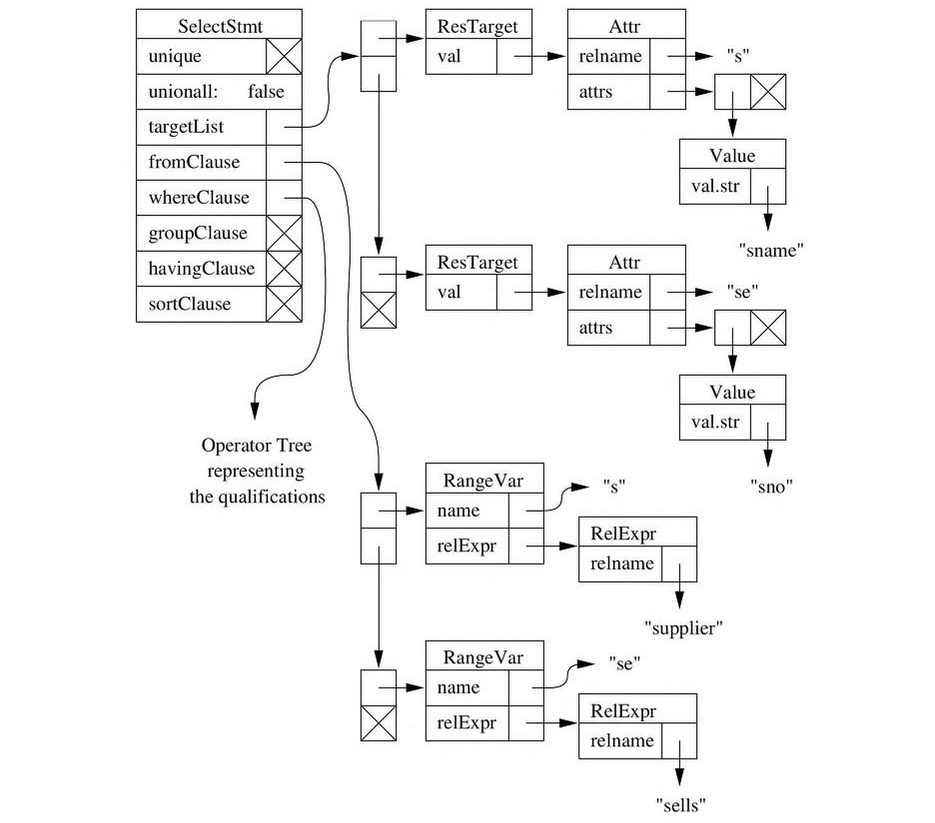 SelectStmt
unique
unionall: false
targetList
fromClause
whereClause
groupClause
havingClause
sortClause
Operator Tree
representing
the qualifications
ResTarget
val
Attr
relname
"s"
attrs
Value
val.str
"sname"
ResTarget
val
Attr
relname
"se"
attrs
Value
val.str
"sno"
RangeVar
name
"s"
relExpr
RelExpr
relname
"supplier"
RangeVar
name
"se"
relExpr
RelExpr
relname
"sells"